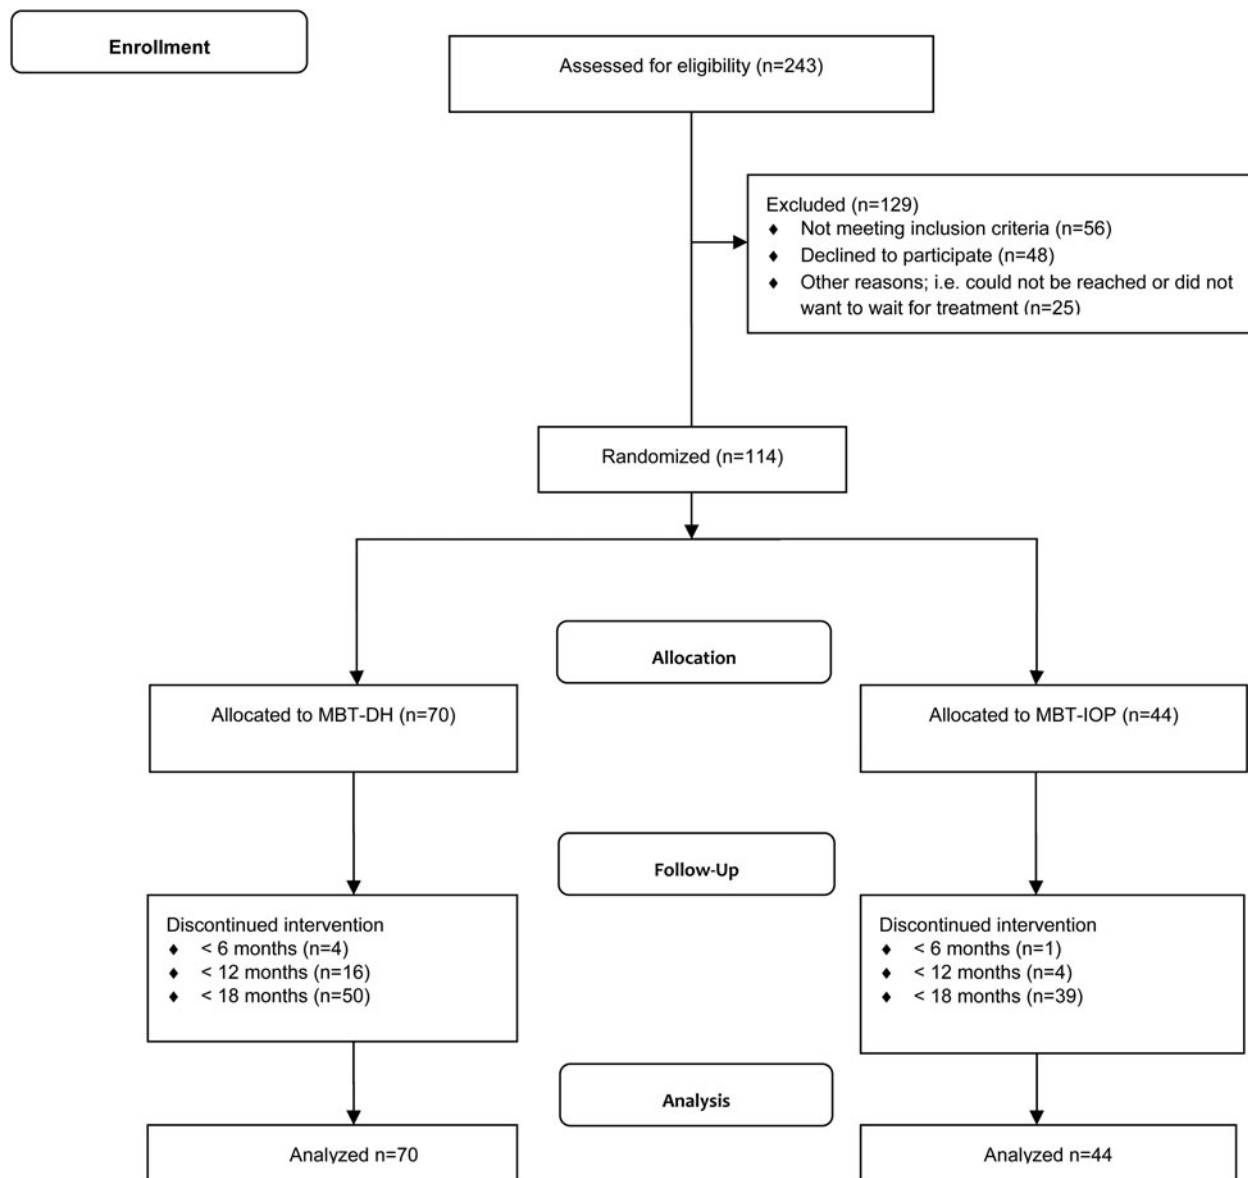 Enrollment
Assessed for eligibility (n=243)
Excluded (n=129)
♦ Not meeting inclusion criteria (n=56)
♦ Declined to participate (n=48)
♦ Other reasons; i.e. could not be reached or did not
want to wait for treatment (n=25)
Randomized (n=114)
Allocation
Allocated to MBT-DH (n=70)
Allocated to MBT-IOP (n=44)
Follow-Up
Discontinued intervention
♦ < 6 months (n=4)
♦ < 12 months (n=16)
♦ < 18 months (n=50)
Discontinued intervention
♦ < 6 months (n=1)
♦ < 12 months (n=4)
♦ < 18 months (n=39)
Analysis
Analyzed n=70
Analyzed n=44